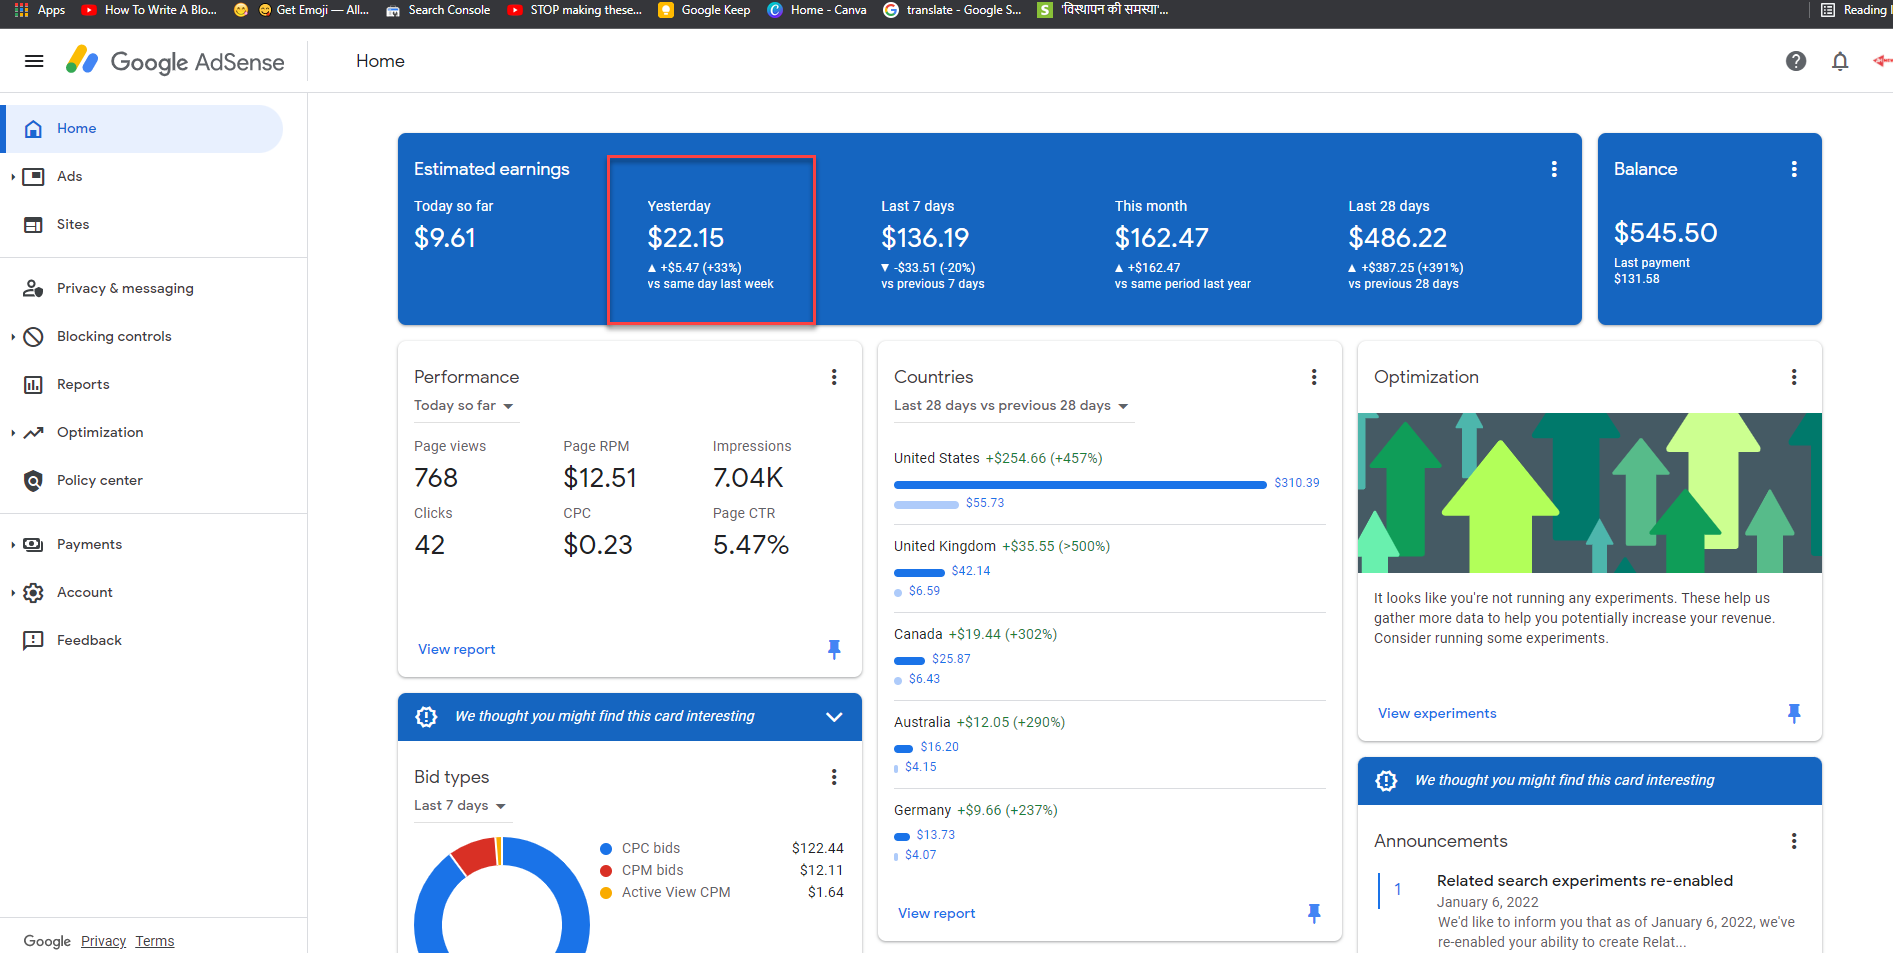 Apps
How To Write A Blo...
Get Emoji — All...
Search Console
STOP making these...
Google Keep
Home - Canva
translate - Google S...
'विस्थापन की समस्या'...
Reading l
Google AdSense
Home
Home
Ads
Sites
Privacy & messaging
Blocking controls
Reports
Optimization
Policy center
Payments
Account
Feedback
Google Privacy Terms
Estimated earnings
Today so far
$9.61
Yesterday
$22.15
▲ +$5.47 (+33%)
vs same day last week
Last 7 days
$136.19
▼ -$33.51 (-20%)
vs previous 7 days
This month
$162.47
▲ +$162.47
vs same period last year
Last 28 days
$486.22
▲ +$387.25 (+391%)
vs previous 28 days
Balance
$545.50
Last payment
$131.58
Performance
Today so far
Page views
768
Page RPM
$12.51
Impressions
7.04K
Clicks
42
CPC
$0.23
Page CTR
5.47%
View report
We thought you might find this card interesting
Bid types
Last 7 days
CPC bids $122.44
CPM bids $12.11
Active View CPM $1.64
Countries
Last 28 days vs previous 28 days
United States +$254.66 (+457%)
$310.39
$55.73
United Kingdom +$35.55 (>500%)
$42.14
$6.59
Canada +$19.44 (+302%)
$25.87
$6.43
Australia +$12.05 (+290%)
$16.20
$4.15
Germany +$9.66 (+237%)
$13.73
$4.07
View report
Optimization
It looks like you're not running any experiments. These help us
gather more data to help you potentially increase your revenue.
Consider running some experiments.
View experiments
We thought you might find this card interesting
Announcements
1
Related search experiments re-enabled
January 6, 2022
We'd like to inform you that as of January 6, 2022, we've
re-enabled your ability to create Relat...